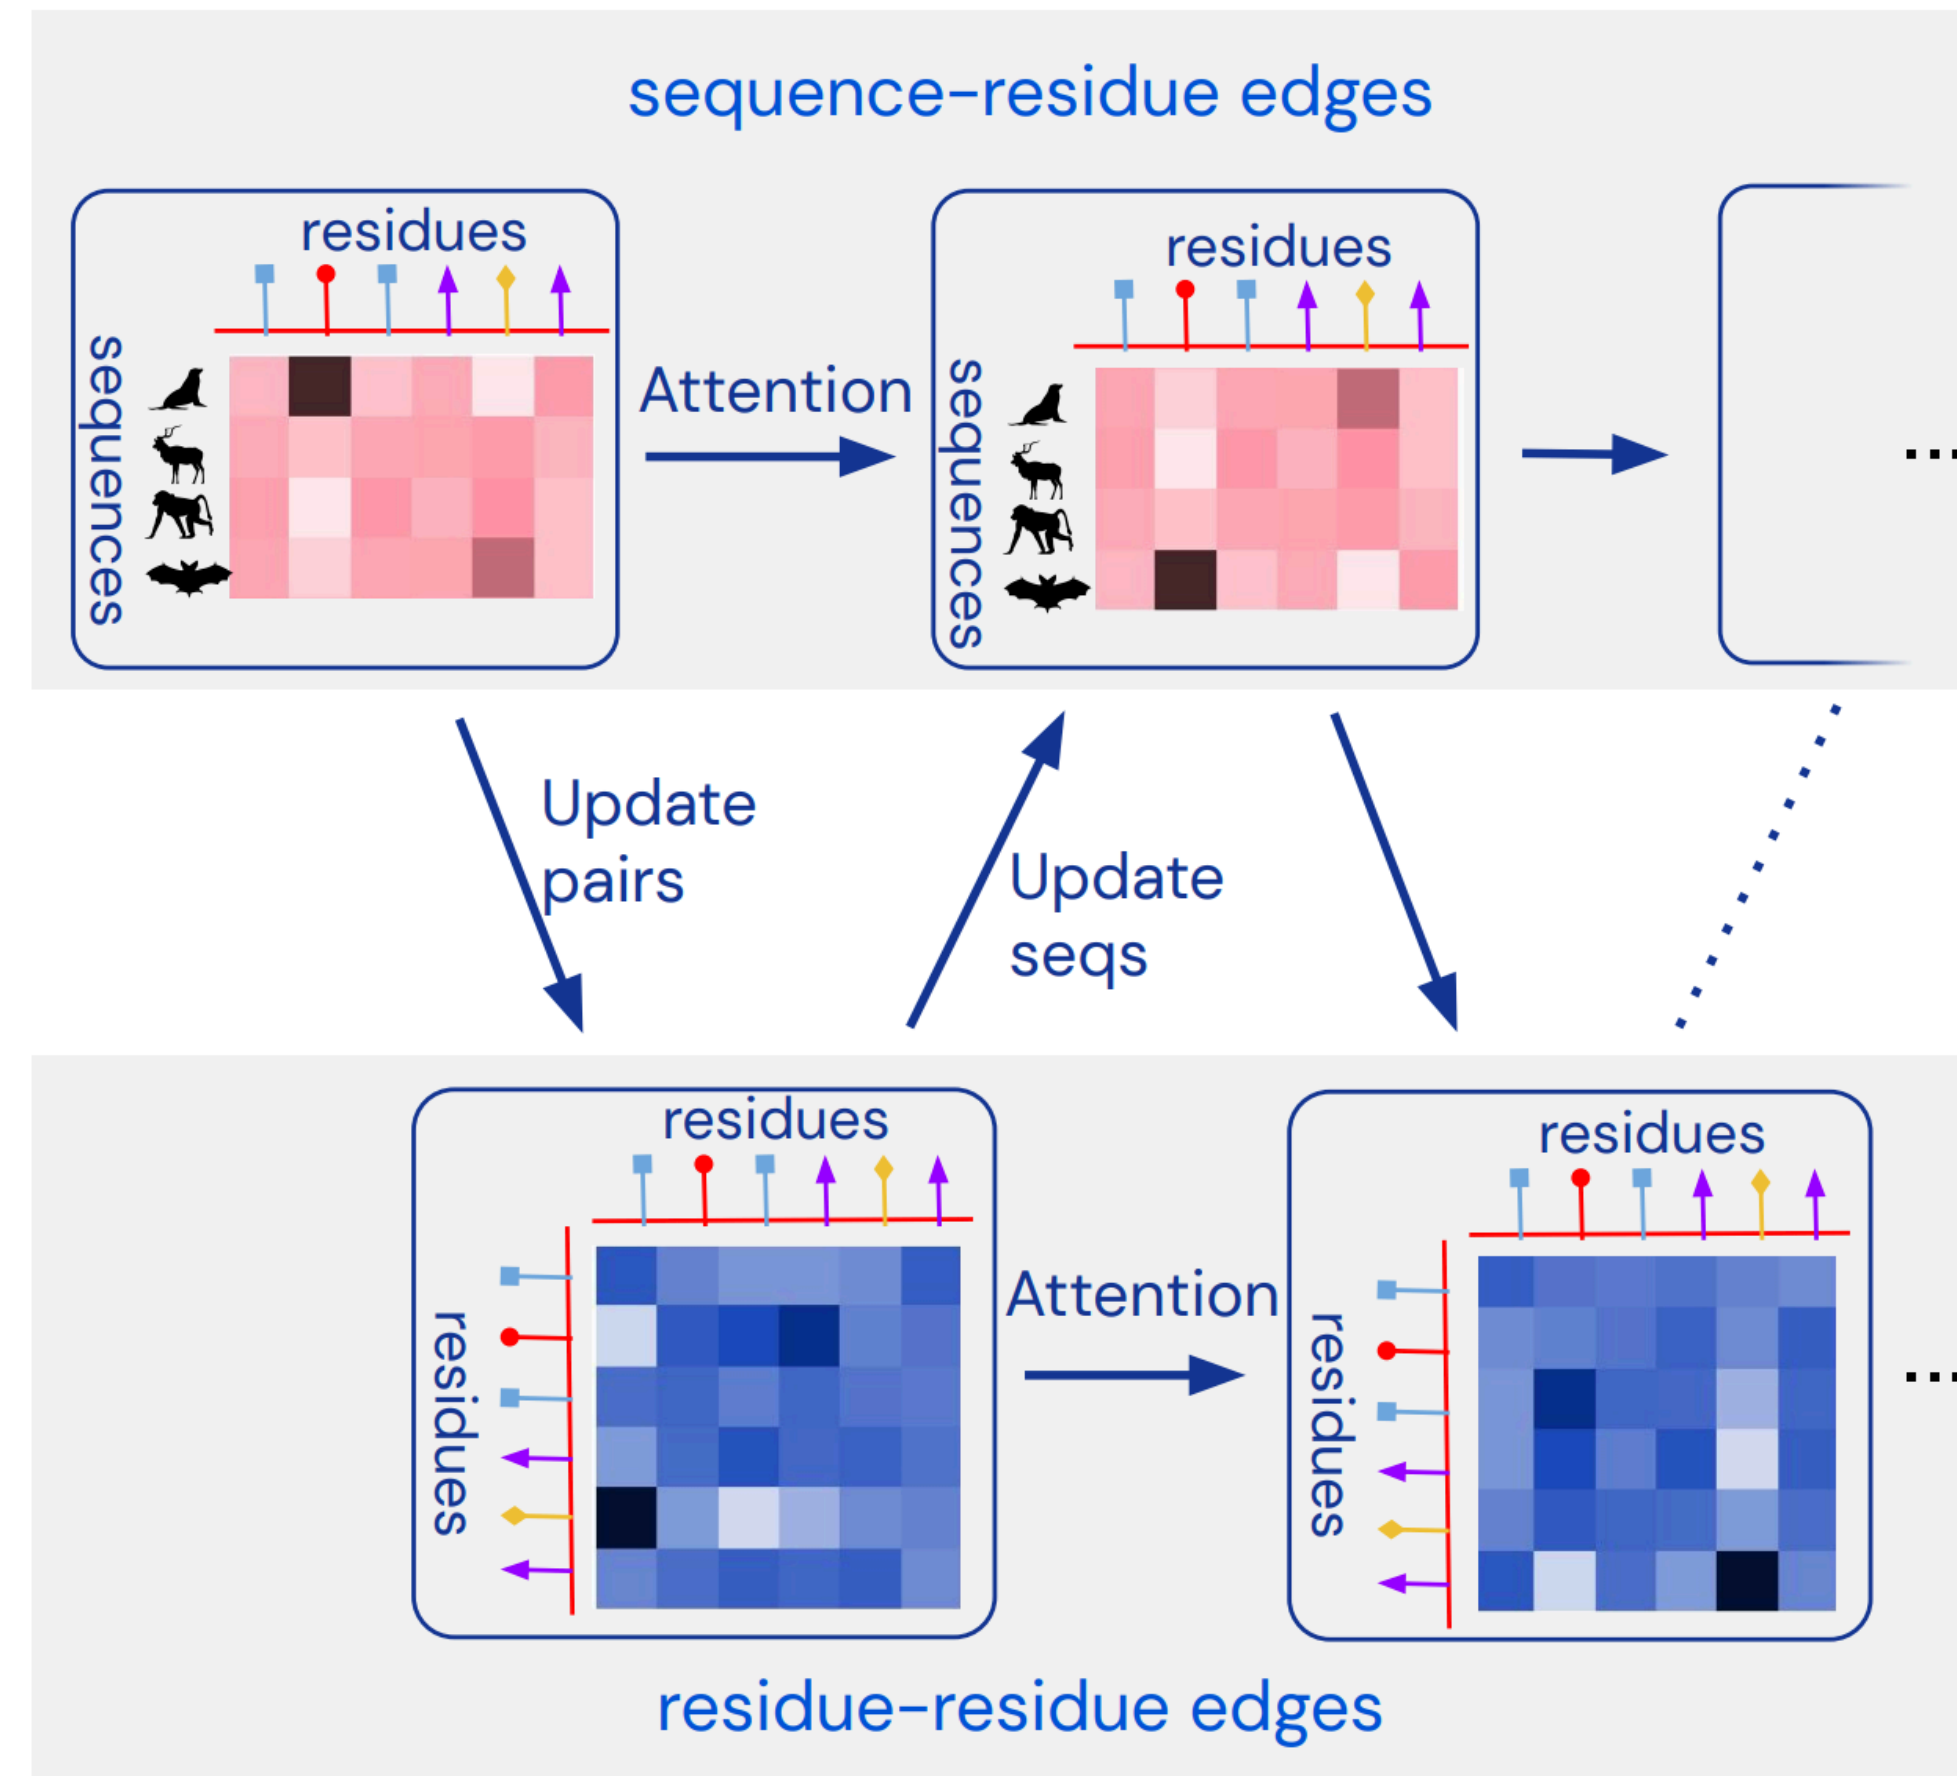 sequence-residue edges
residues
sequences
Attention
residues
sequences
...
Update
pairs
Update
seqs
residues
residues
Attention
residues
residues
...
residue-residue edges